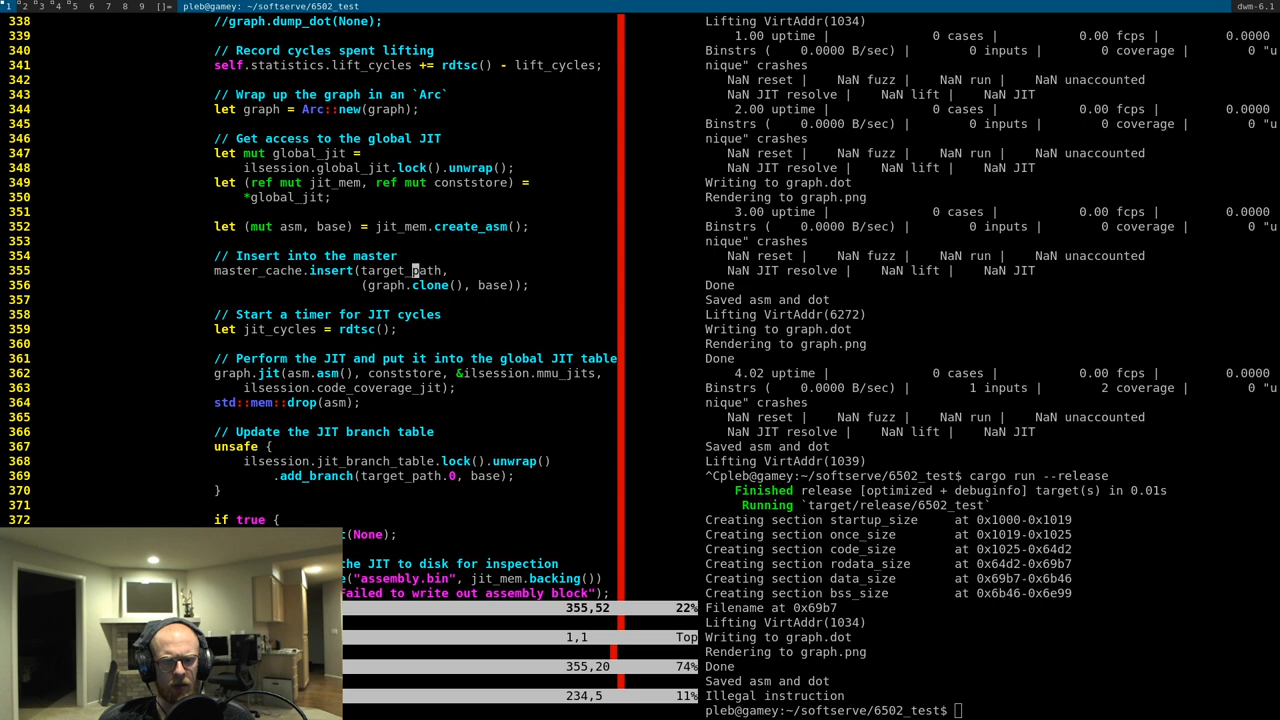 1 2 3 4 5 6 7 8 9 []= pleb@gamey: ~/softserve/6502_test dwm-6.1
338 //graph.dump_dot(None);
339
340 // Record cycles spent lifting
341 self.statistics.lift_cycles += rdtsc() - lift_cycles;
342
343 // Wrap up the graph in an `Arc`
344 let graph = Arc::new(graph);
345
346 // Get access to the global JIT
347 let mut global_jit =
348 ilsession.global_jit.lock().unwrap();
349 let (ref mut jit_mem, ref mut conststore) =
350 *global_jit;
351
352 let (mut asm, base) = jit_mem.create_asm();
353
354 // Insert into the master
355 master_cache.insert(target_path,
356 (graph.clone(), base));
357
358 // Start a timer for JIT cycles
359 let jit_cycles = rdtsc();
360
361 // Perform the JIT and put it into the global JIT table
362 graph.jit(asm.asm(), conststore, &ilsession.mmu_jits,
363 ilsession.code_coverage_jit);
364 std::mem::drop(asm);
365
366 // Update the JIT branch table
367 unsafe {
368 ilsession.jit_branch_table.lock().unwrap()
369 .add_branch(target_path.0, base);
370 }
371
372 if true {
t(None);
the JIT to disk for inspection
e("assembly.bin", jit_mem.backing())
Failed to write out assembly block");
355,52 22%
1,1 Top
355,20 74%
234,5 11%
Lifting VirtAddr(1034)
1.00 uptime | 0 cases | 0.00 fcps | 0.0000
Binstrs ( 0.0000 B/sec) | 0 inputs | 0 coverage | 0 "u
nique" crashes
NaN reset | NaN fuzz | NaN run | NaN unaccounted
NaN JIT resolve | NaN lift | NaN JIT
2.00 uptime | 0 cases | 0.00 fcps | 0.0000
Binstrs ( 0.0000 B/sec) | 0 inputs | 0 coverage | 0 "u
nique" crashes
NaN reset | NaN fuzz | NaN run | NaN unaccounted
NaN JIT resolve | NaN lift | NaN JIT
Writing to graph.dot
Rendering to graph.png
3.00 uptime | 0 cases | 0.00 fcps | 0.0000
Binstrs ( 0.0000 B/sec) | 0 inputs | 0 coverage | 0 "u
nique" crashes
NaN reset | NaN fuzz | NaN run | NaN unaccounted
NaN JIT resolve | NaN lift | NaN JIT
Done
Saved asm and dot
Lifting VirtAddr(6272)
Writing to graph.dot
Rendering to graph.png
Done
4.02 uptime | 0 cases | 0.00 fcps | 0.0000
Binstrs ( 0.0000 B/sec) | 1 inputs | 2 coverage | 0 "u
nique" crashes
NaN reset | NaN fuzz | NaN run | NaN unaccounted
NaN JIT resolve | NaN lift | NaN JIT
Saved asm and dot
Lifting VirtAddr(1039)
^Cpleb@gamey:~/softserve/6502_test$ cargo run --release
Finished release [optimized + debuginfo] target(s) in 0.01s
Running `target/release/6502_test`
Creating section startup_size at 0x1000-0x1019
Creating section once_size at 0x1019-0x1025
Creating section code_size at 0x1025-0x64d2
Creating section rodata_size at 0x64d2-0x69b7
Creating section data_size at 0x69b7-0x6b46
Creating section bss_size at 0x6b46-0x6e99
Filename at 0x69b7
Lifting VirtAddr(1034)
Writing to graph.dot
Rendering to graph.png
Done
Saved asm and dot
Illegal instruction
pleb@gamey:~/softserve/6502_test$